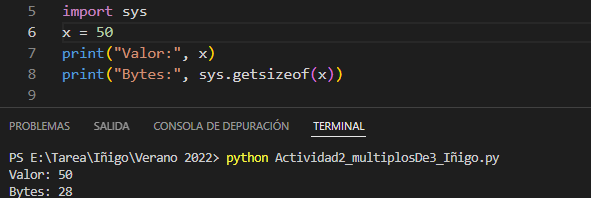 5 import sys
6 x = 50
7 print("Valor:", x)
8 print("Bytes:", sys.getsizeof(x))
9
PROBLEMAS SALIDA CONSOLA DE DEPURACIÓN TERMINAL
PS E:\Tarea\Iñigo\Verano 2022> python Actividad2_multiplosDe3_Iñigo.py
Valor: 50
Bytes: 28